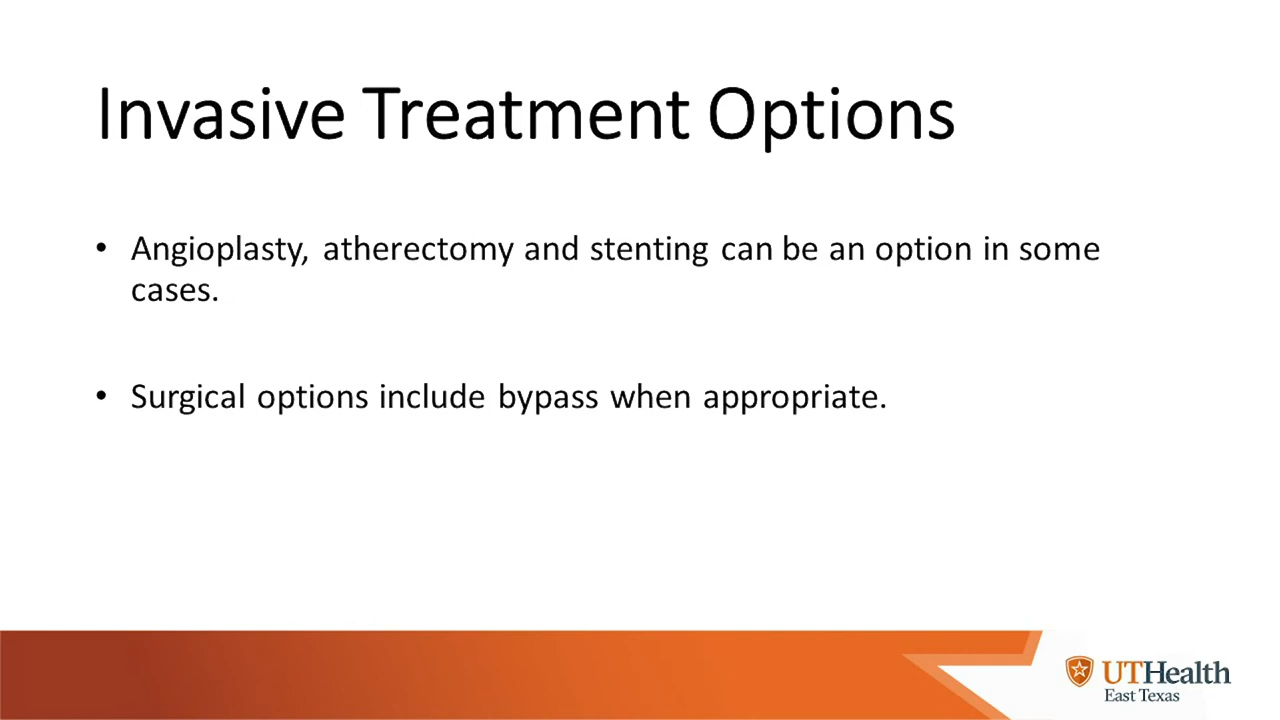 Invasive Treatment Options
• Angioplasty, atherectomy and stenting can be an option in some
cases.
• Surgical options include bypass when appropriate.
UTHealth
East Texas